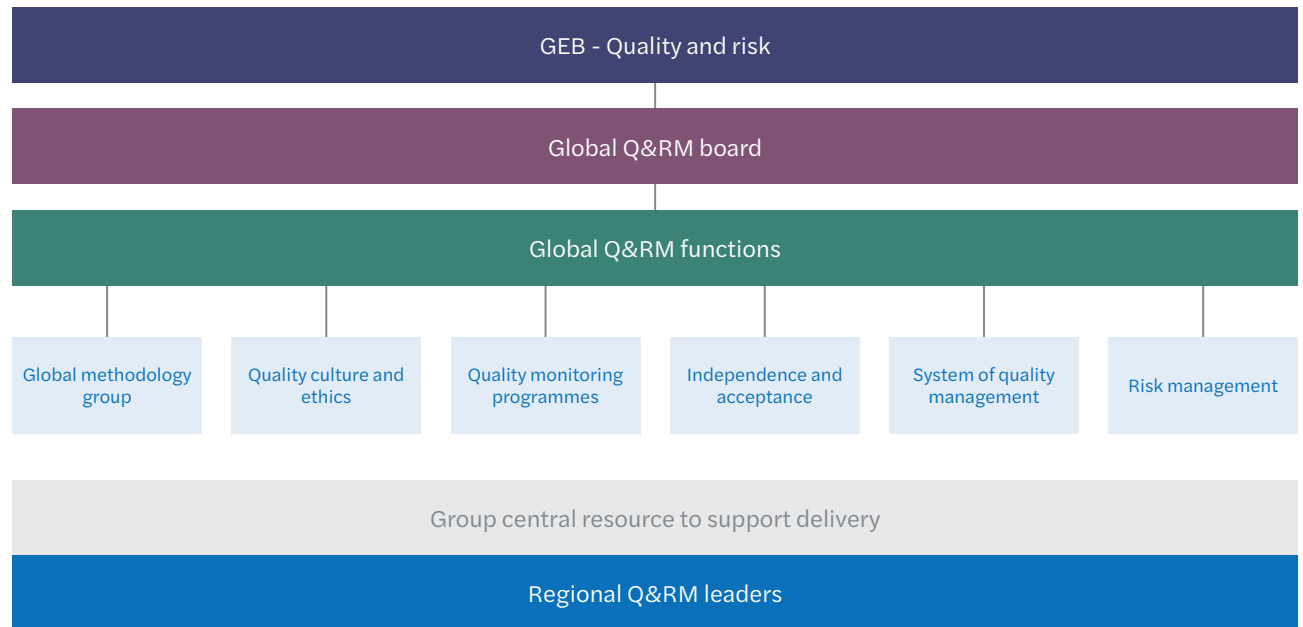 GEB - Quality and risk
Global Q&RM board
Global Q&RM functions
Global methodology
group
Quality culture and
ethics
Quality monitoring
programmes
Independence and
acceptance
System of quality
management
Risk management
Group central resource to support delivery
Regional Q&RM leaders